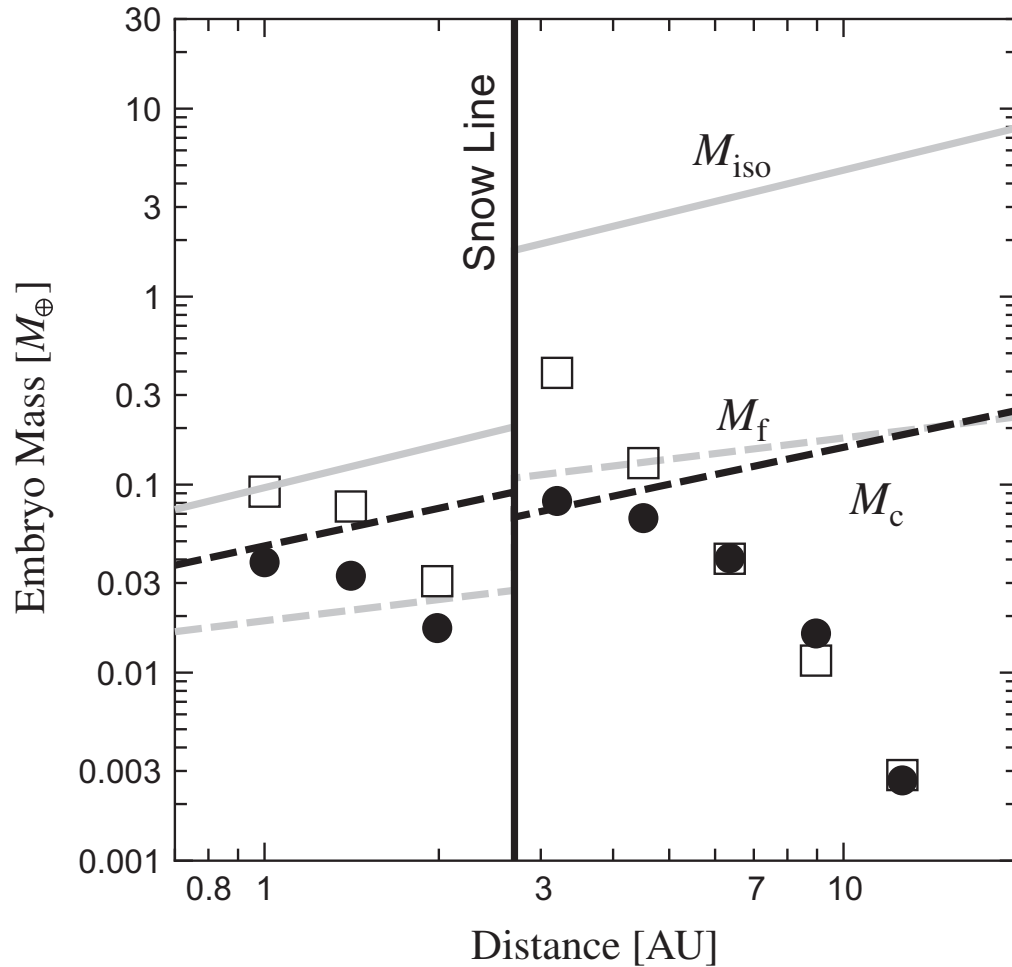 30
10
3
1
0.3
0.1
0.03
0.01
0.003
0.001
Embryo Mass [M⊕]
Snow Line
Miso
Mf
Mc
0.8 1 3 7 10
Distance [AU]